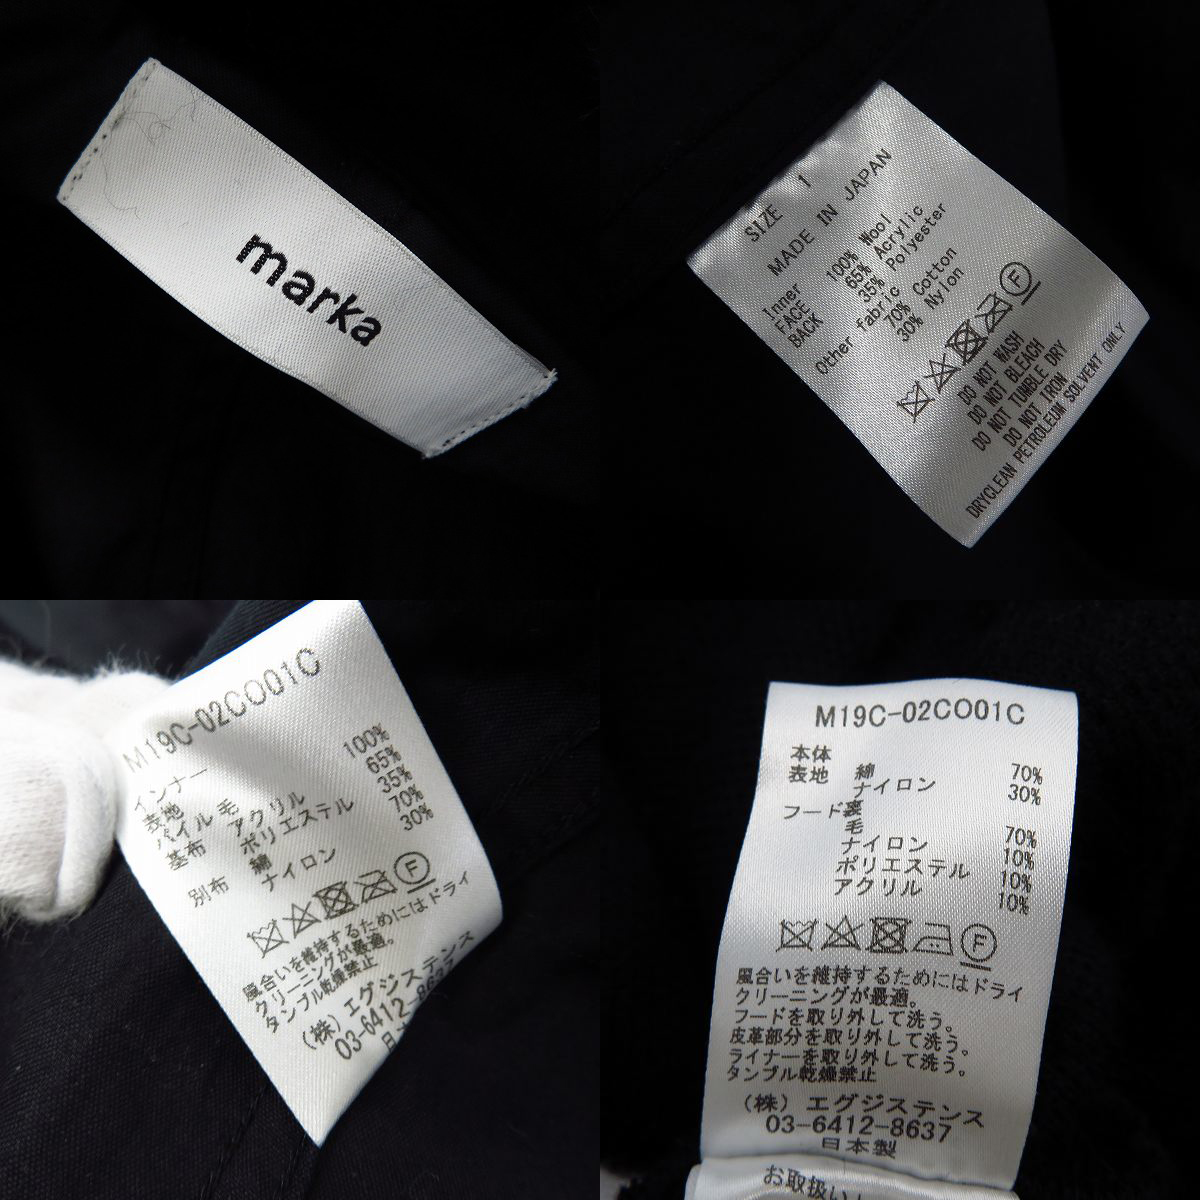 marka
SIZE 1
MADE IN JAPAN
Inner
FACE 100% Wool
BACK 65% Acrylic
35% Polyester
Other fabric
70% Cotton
30% Nylon
F
DO NOT WASH
DO NOT BLEACH
DO NOT TUMBLE DRY
DO NOT IRON
DRYCLEAN PETROLEUM SOLVENT ONLY
M19C-02CO01C
インナー
表地
パイル 毛 100%
基布 アクリル 65%
ポリエステル 35%
別布 綿 70%
ナイロン 30%
F
風合いを維持するためにはドライ
クリーニングが最適。
タンブル乾燥禁止
(株) エグジステンス
03-6412-8637
M19C-02CO01C
本体
表地 綿 70%
ナイロン 30%
フード裏
毛 70%
ナイロン 10%
ポリエステル 10%
アクリル 10%
F
風合いを維持するためにはドライ
クリーニングが最適。
フードを取り外して洗う。
皮革部分を取り外して洗う。
ライナーを取り外して洗う。
タンブル乾燥禁止
(株) エグジステンス
03-6412-8637
日本製
お取扱い